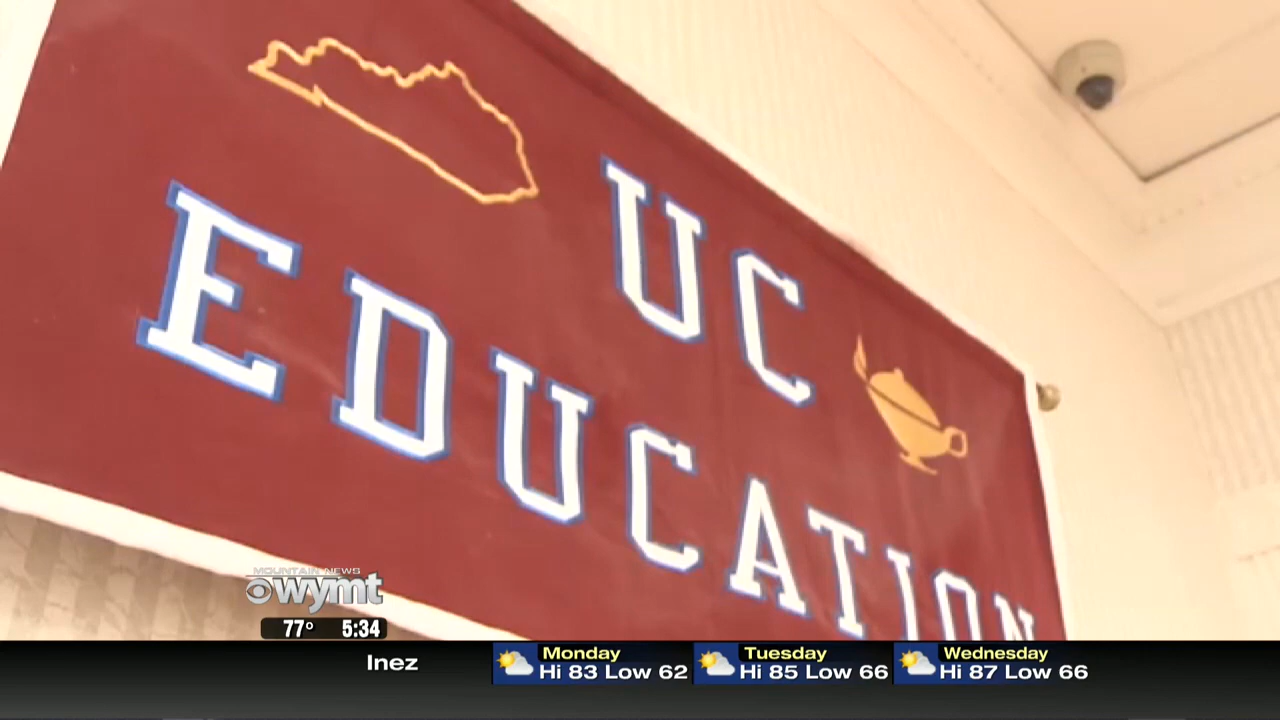 UC
EDUCATION
MOUNTAIN NEWS
wymt
77° 5:34
Inez
Monday
Hi 83 Low 62
Tuesday
Hi 85 Low 66
Wednesday
Hi 87 Low 66